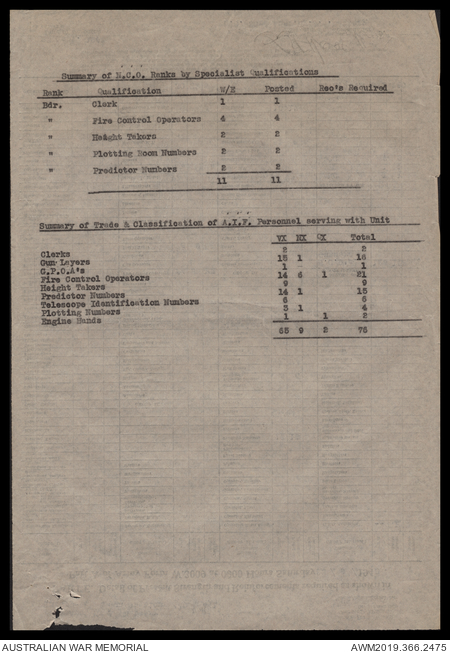 Summary of N.C.O. Ranks by Specialist Qualifications
Rank Qualification W/E Posted Rec's Required
Bdr. Clerk 1 1
" Fire Control Operators 4 4
" Height Takers 2 2
" Plotting Room Numbers 2 2
" Predictor Numbers 2 2
11 11
Summary of Trade & Classification of A.I.F. Personnel serving with Unit
VX NX QX Total
Clerks 2 2
Gun Layers 15 1 16
G.P.O.A's 1 1
Fire Control Operators 14 6 1 21
Height Takers 9 9
Predictor Numbers 14 1 15
Telescope Identification Numbers 6 6
Plotting Numbers 3 1 4
Engine Hands 1 1 2
65 9 2 76
AUSTRALIAN WAR MEMORIAL AWM2019.366.2475